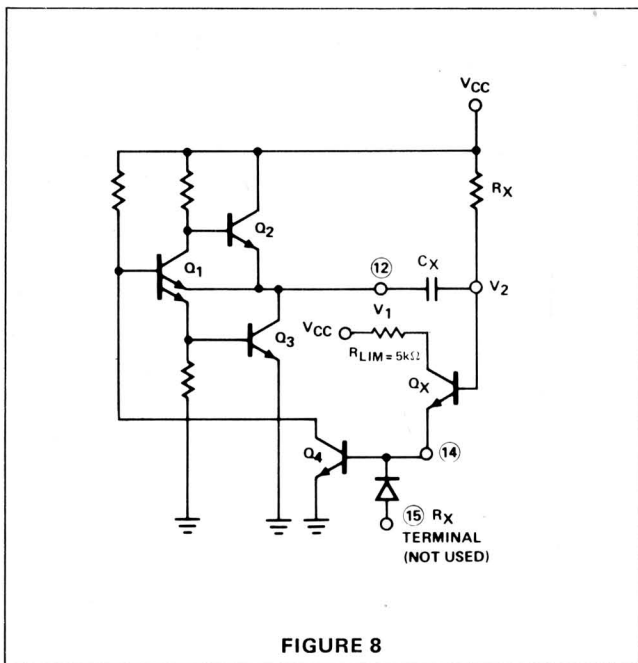 VCC
RX
Q2
Q1
12
CX
V2
V1
VCC
Q3
RLIM = 5kΩ
QX
Q4
14
15 RX
TERMINAL
(NOT USED)
FIGURE 8